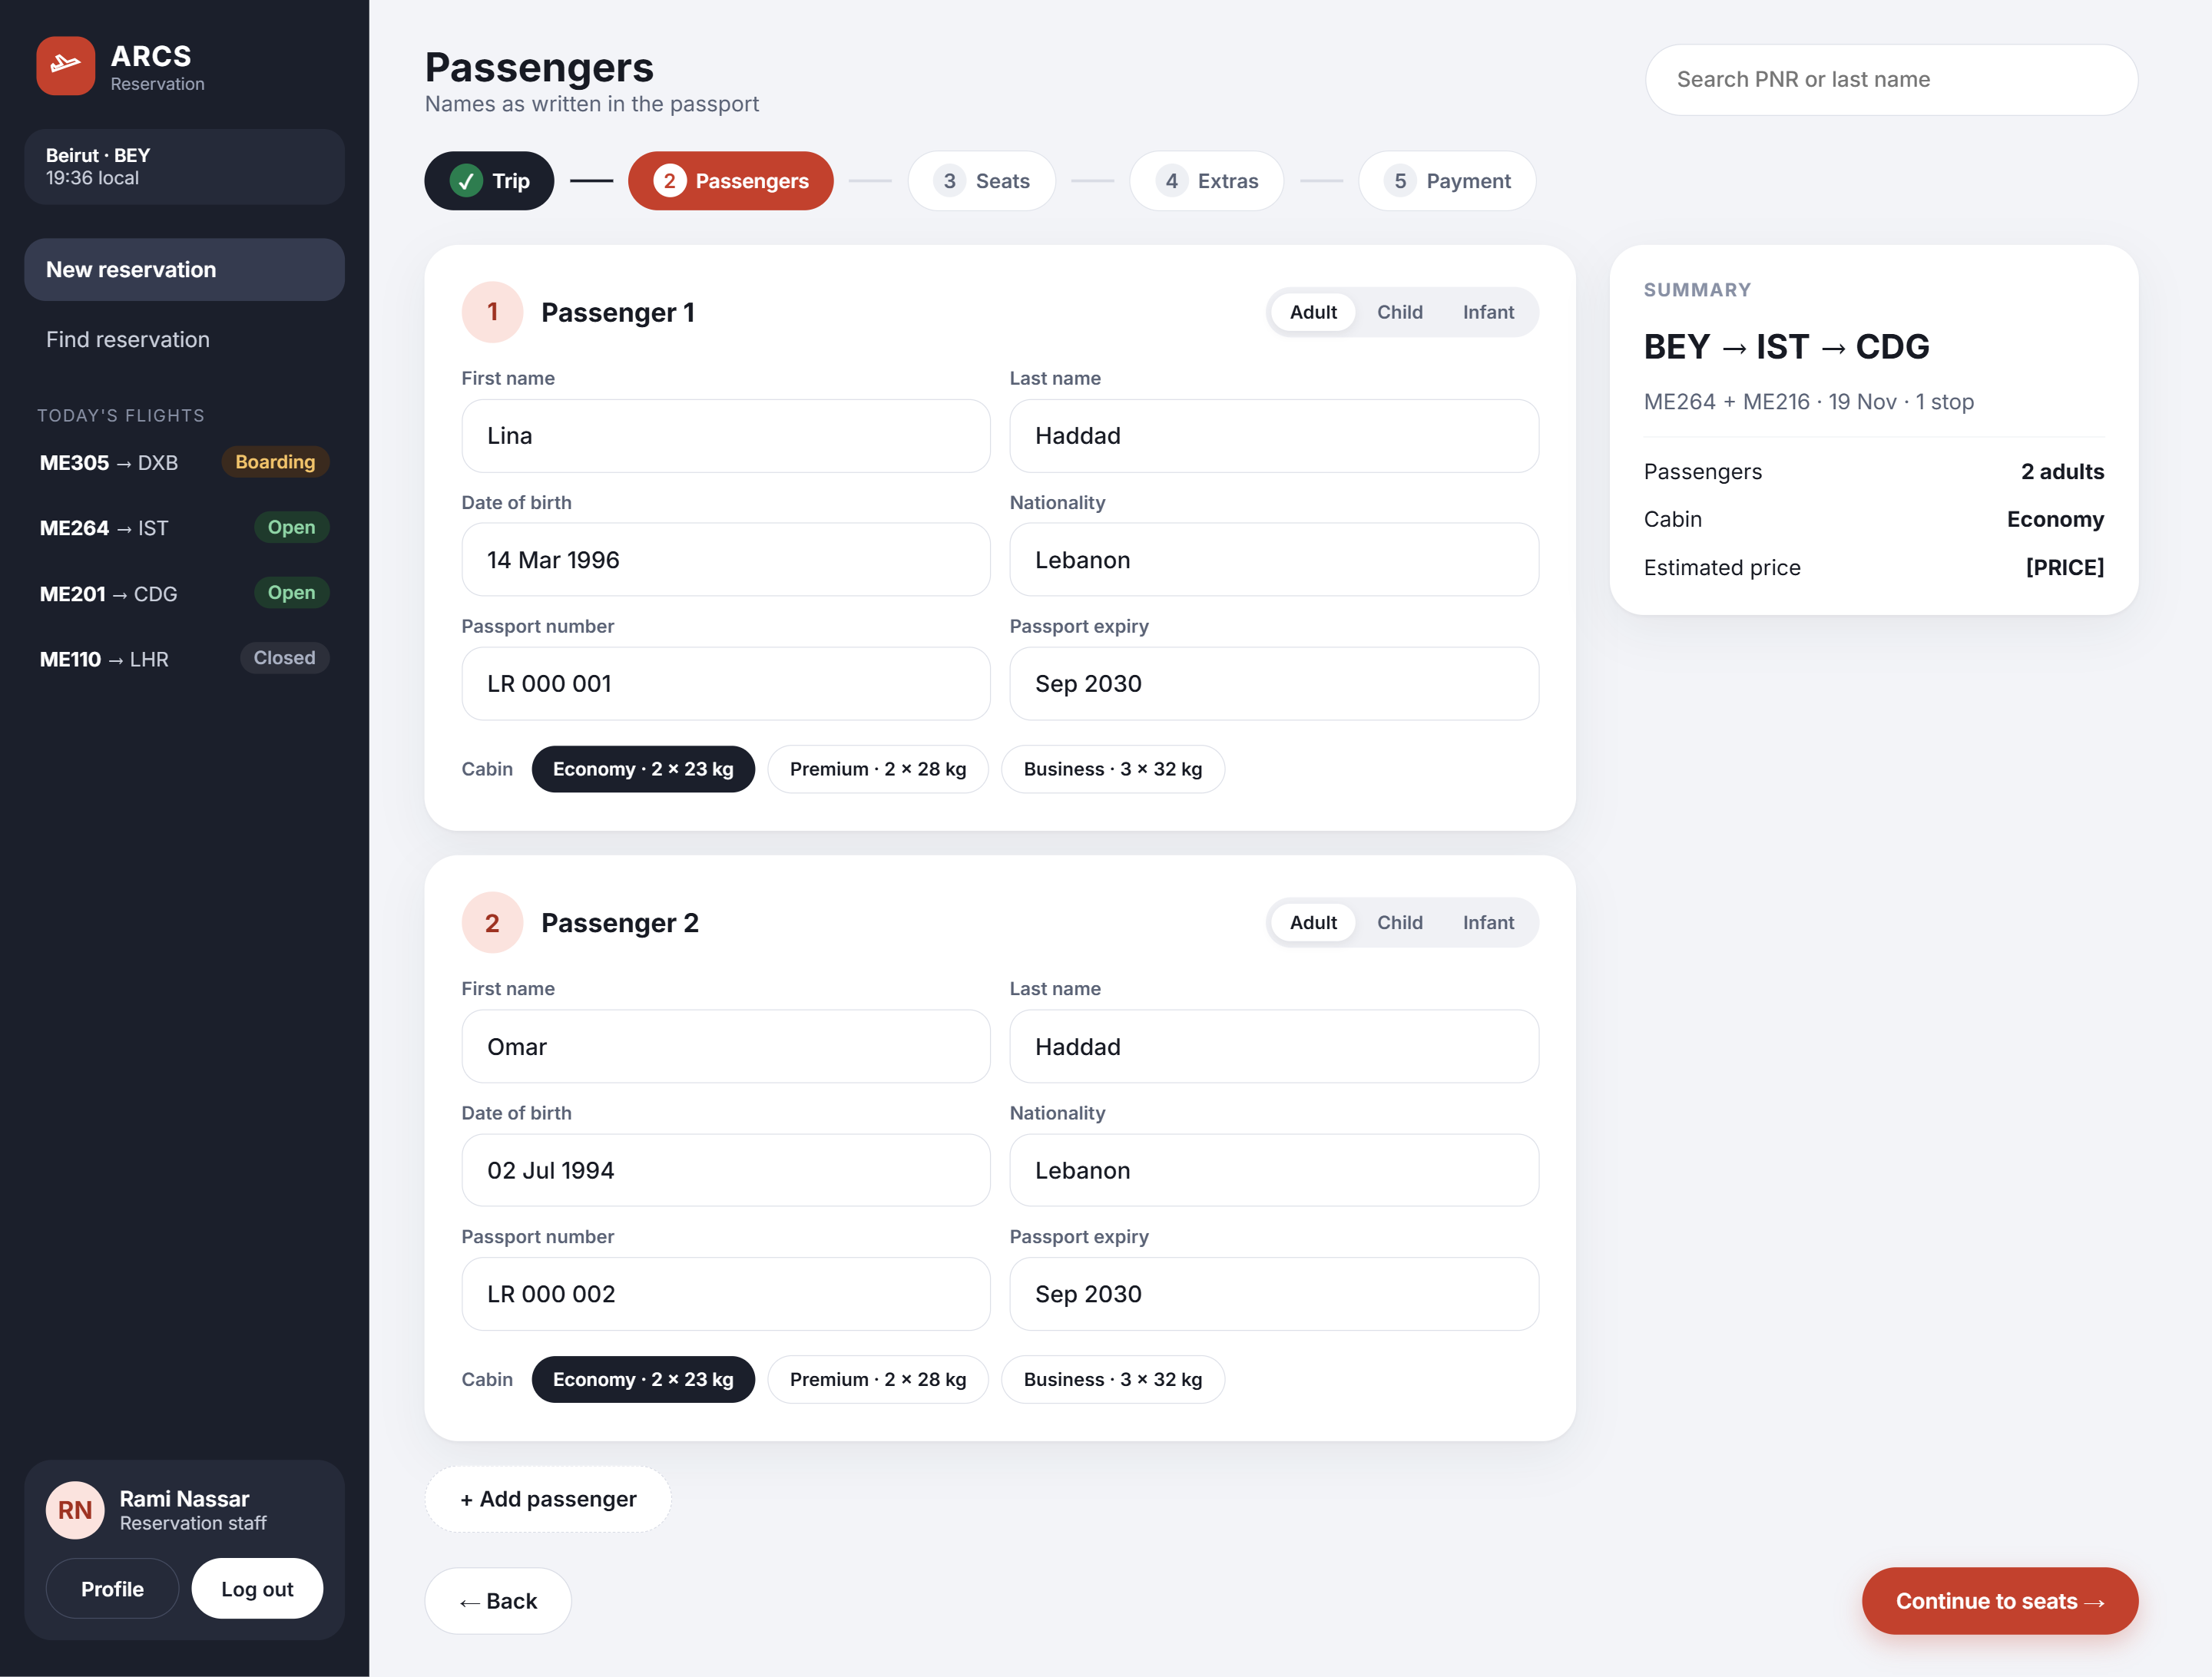 ARCS
Reservation
Beirut · BEY
19:36 local
New reservation
Find reservation
TODAY'S FLIGHTS
ME305 → DXB Boarding
ME264 → IST Open
ME201 → CDG Open
ME110 → LHR Closed
RN
Rami Nassar
Reservation staff
Profile Log out
Passengers
Names as written in the passport
Search PNR or last name
✓ Trip 2 Passengers 3 Seats 4 Extras 5 Payment
1 Passenger 1 Adult Child Infant
First name Last name
Lina Haddad
Date of birth Nationality
14 Mar 1996 Lebanon
Passport number Passport expiry
LR 000 001 Sep 2030
Cabin Economy · 2 × 23 kg Premium · 2 × 28 kg Business · 3 × 32 kg
2 Passenger 2 Adult Child Infant
First name Last name
Omar Haddad
Date of birth Nationality
02 Jul 1994 Lebanon
Passport number Passport expiry
LR 000 002 Sep 2030
Cabin Economy · 2 × 23 kg Premium · 2 × 28 kg Business · 3 × 32 kg
+ Add passenger
← Back
Continue to seats →
SUMMARY
BEY → IST → CDG
ME264 + ME216 · 19 Nov · 1 stop
Passengers 2 adults
Cabin Economy
Estimated price [PRICE]